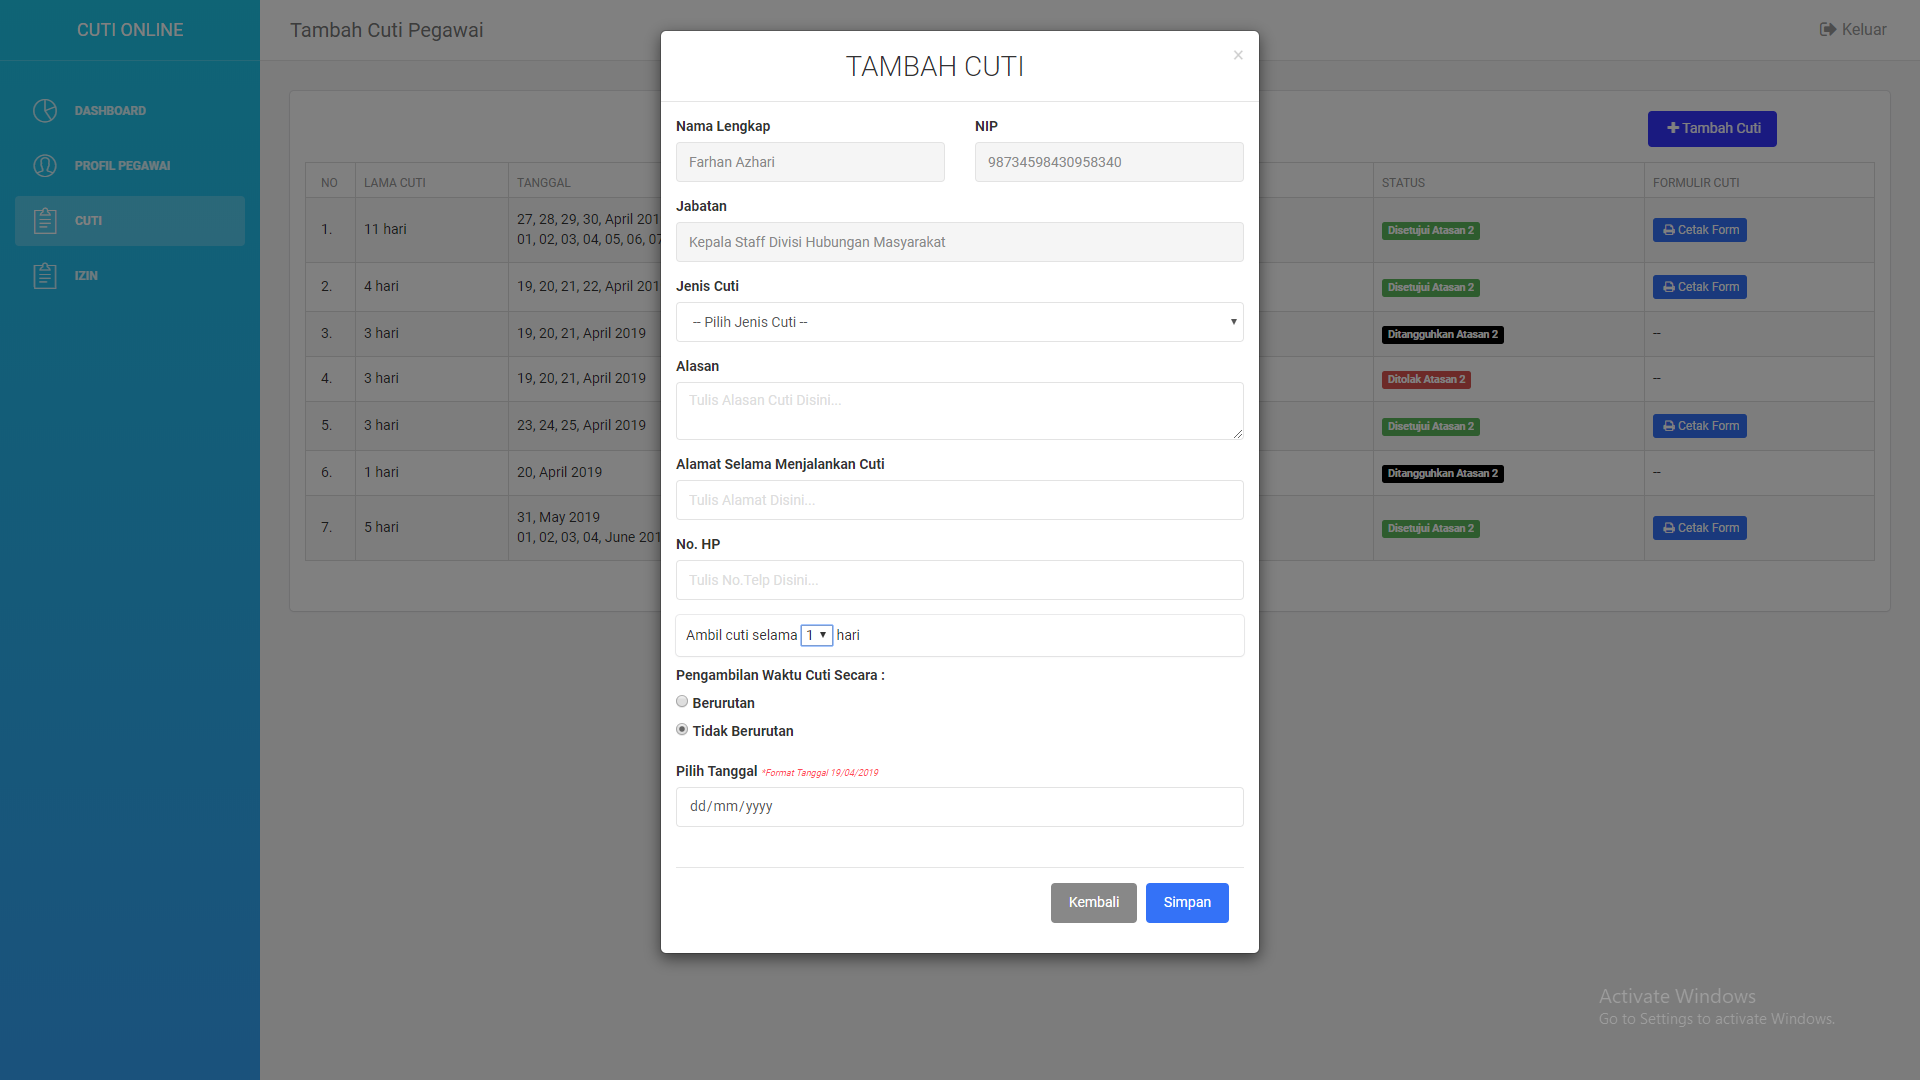 CUTI ONLINE
Tambah Cuti Pegawai
Keluar
DASHBOARD
PROFIL PEGAWAI
CUTI
IZIN
Tambah Cuti
NO LAMA CUTI TANGGAL STATUS FORMULIR CUTI
1. 11 hari 27, 28, 29, 30, April 201
01, 02, 03, 04, 05, 06, 07
Disetujui Atasan 2 Cetak Form
2. 4 hari 19, 20, 21, 22, April 201 Disetujui Atasan 2 Cetak Form
3. 3 hari 19, 20, 21, April 2019 Ditangguhkan Atasan 2 --
4. 3 hari 19, 20, 21, April 2019 Ditolak Atasan 2 --
5. 3 hari 23, 24, 25, April 2019 Disetujui Atasan 2 Cetak Form
6. 1 hari 20, April 2019 Ditangguhkan Atasan 2 --
7. 5 hari 31, May 2019
01, 02, 03, 04, June 201
Disetujui Atasan 2 Cetak Form
TAMBAH CUTI
×
Nama Lengkap NIP
Farhan Azhari 98734598430958340
Jabatan
Kepala Staff Divisi Hubungan Masyarakat
Jenis Cuti
-- Pilih Jenis Cuti --
Alasan
Tulis Alasan Cuti Disini...
Alamat Selama Menjalankan Cuti
Tulis Alamat Disini...
No. HP
Tulis No.Telp Disini...
Ambil cuti selama 1 hari
Pengambilan Waktu Cuti Secara :
Berurutan
Tidak Berurutan
Pilih Tanggal *Format Tanggal 19/04/2019
dd/mm/yyyy
Kembali Simpan
Activate Windows
Go to Settings to activate Windows.